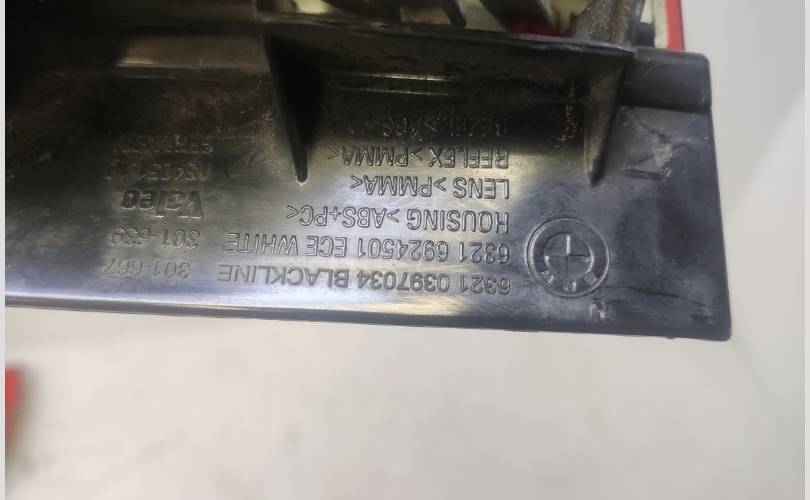 6321 0397034 BLACKLINE 301-667
6321 6924501 ECE WHITE 301-639
HOUSING >ABS+PC<
Valeo
LENS >PMMA<
REFLEX >PMMA<
BMW